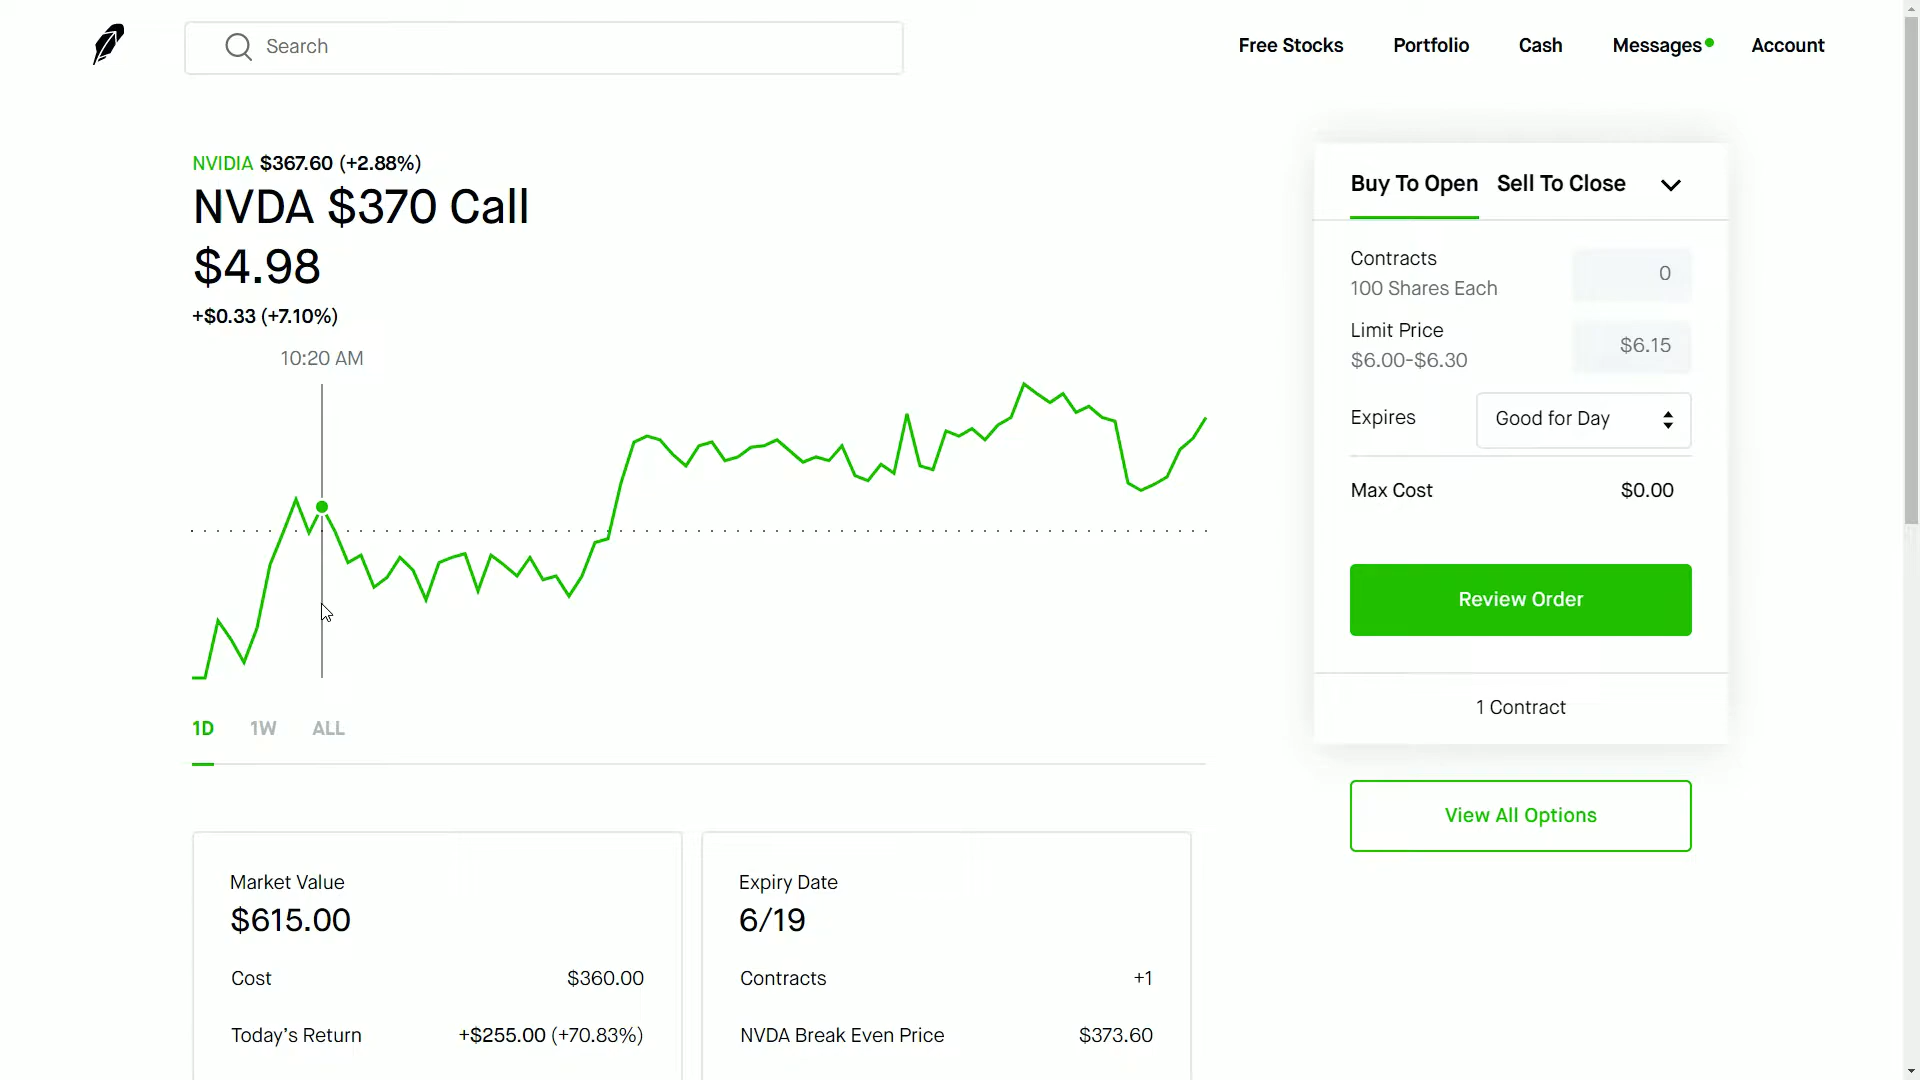 Search
Free Stocks
Portfolio
Cash
Messages
Account
NVIDIA $367.60 (+2.88%)
NVDA $370 Call
$4.98
+$0.33 (+7.10%)
10:20 AM
1D
1W
ALL
Market Value
$615.00
Cost $360.00
Today’s Return +$255.00 (+70.83%)
Expiry Date
6/19
Contracts +1
NVDA Break Even Price $373.60
Buy To Open Sell To Close
Contracts 0
100 Shares Each
Limit Price $6.15
$6.00-$6.30
Expires Good for Day
Max Cost $0.00
Review Order
1 Contract
View All Options